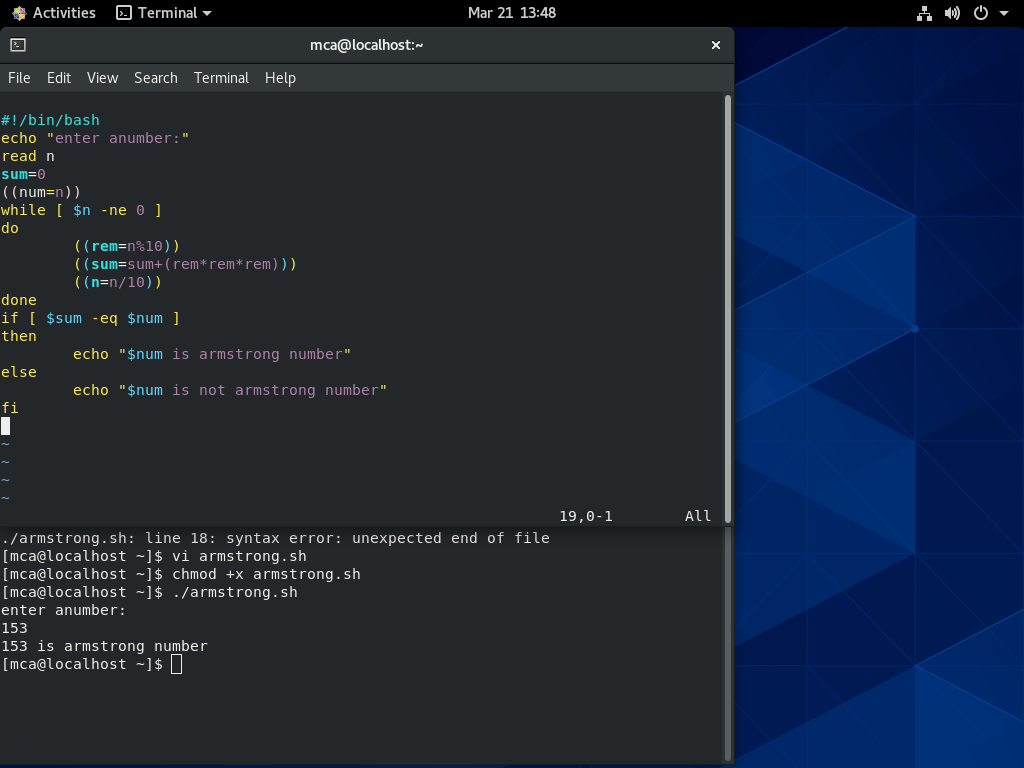 Activities Terminal Mar 21 13:48
mca@localhost:~
File Edit View Search Terminal Help
#!/bin/bash
echo "enter anumber:"
read n
sum=0
((num=n))
while [ $n -ne 0 ]
do
        ((rem=n%10))
        ((sum=sum+(rem*rem*rem)))
        ((n=n/10))
done
if [ $sum -eq $num ]
then
        echo "$num is armstrong number"
else
        echo "$num is not armstrong number"
fi
~
~
~
~
19,0-1        All
./armstrong.sh: line 18: syntax error: unexpected end of file
[mca@localhost ~]$ vi armstrong.sh
[mca@localhost ~]$ chmod +x armstrong.sh
[mca@localhost ~]$ ./armstrong.sh
enter anumber:
153
153 is armstrong number
[mca@localhost ~]$